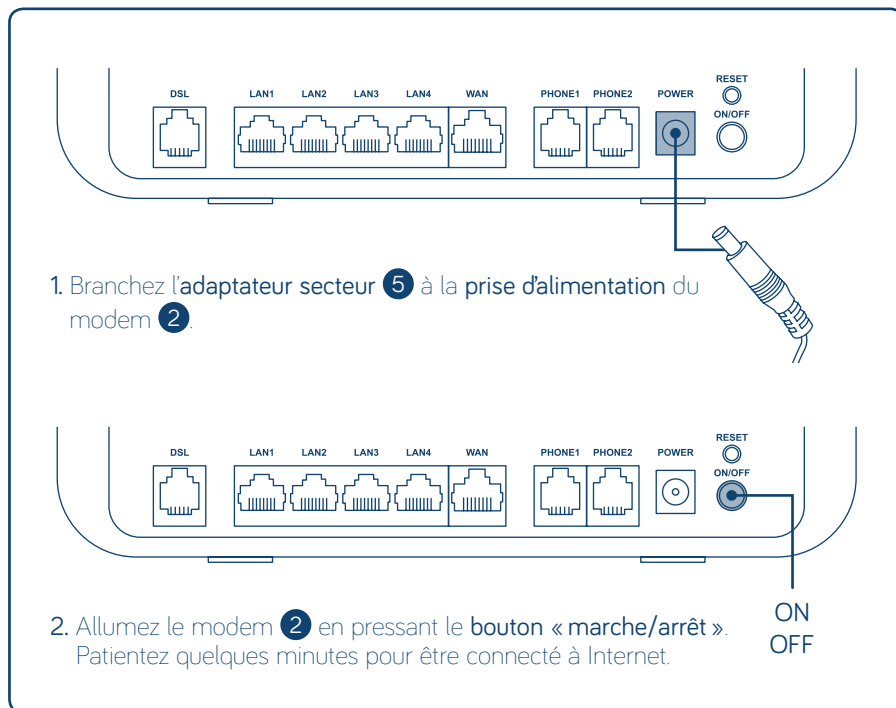 DSL LAN1 LAN2 LAN3 LAN4 WAN PHONE1 PHONE2 POWER RESET
ON/OFF
1. Branchez l'adaptateur secteur 5 à la prise d'alimentation du
modem 2.
DSL LAN1 LAN2 LAN3 LAN4 WAN PHONE1 PHONE2 POWER RESET
ON/OFF
2. Allumez le modem 2 en pressant le bouton « marche/arrêt ».
Patientez quelques minutes pour être connecté à Internet.
ON
OFF